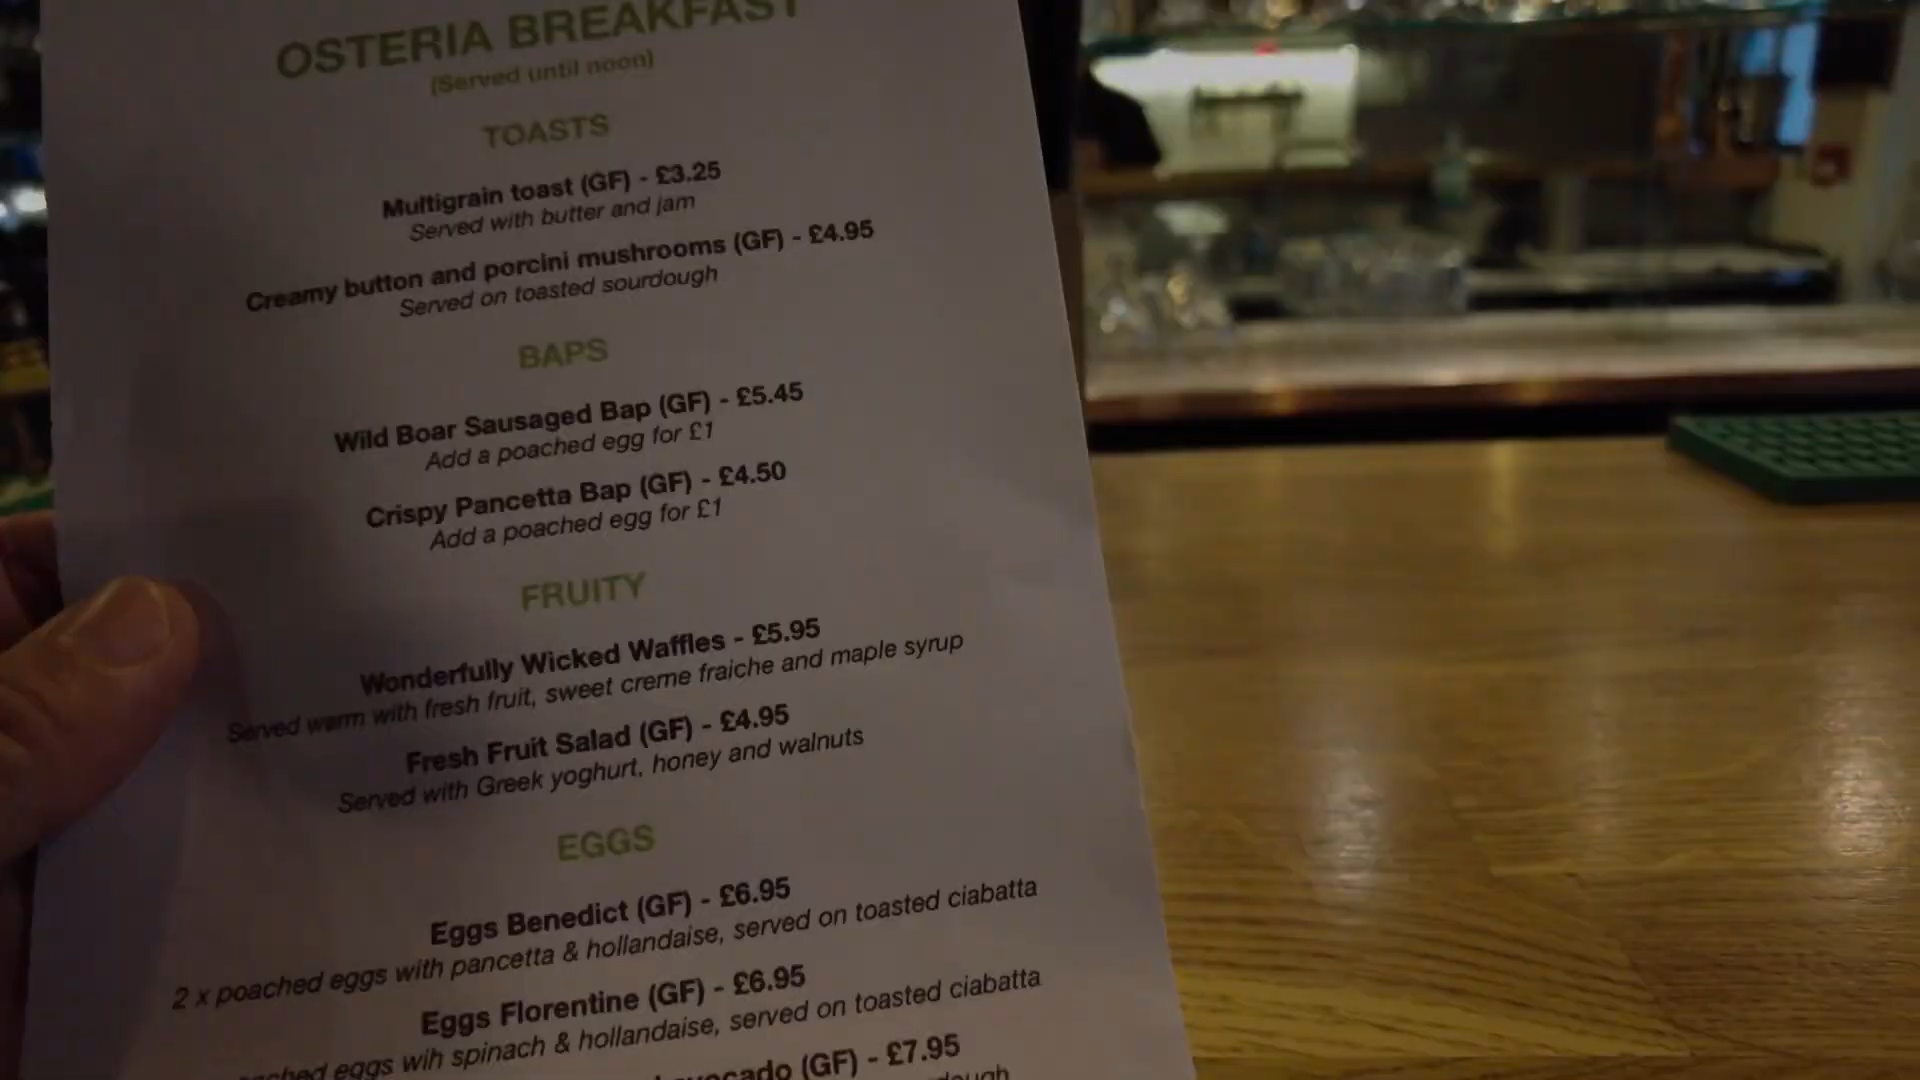 OSTERIA BREAKFAST
(Served until noon)
TOASTS
Multigrain toast (GF) - £3.25
Served with butter and jam
Creamy button and porcini mushrooms (GF) - £4.95
Served on toasted sourdough
BAPS
Wild Boar Sausaged Bap (GF) - £5.45
Add a poached egg for £1
Crispy Pancetta Bap (GF) - £4.50
Add a poached egg for £1
FRUITY
Wonderfully Wicked Waffles - £5.95
Served warm with fresh fruit, sweet creme fraiche and maple syrup
Fresh Fruit Salad (GF) - £4.95
Served with Greek yoghurt, honey and walnuts
EGGS
Eggs Benedict (GF) - £6.95
2 x poached eggs with pancetta & hollandaise, served on toasted ciabatta
Eggs Florentine (GF) - £6.95
eggs wih spinach & hollandaise, served on toasted ciabatta
(GF) - £7.95